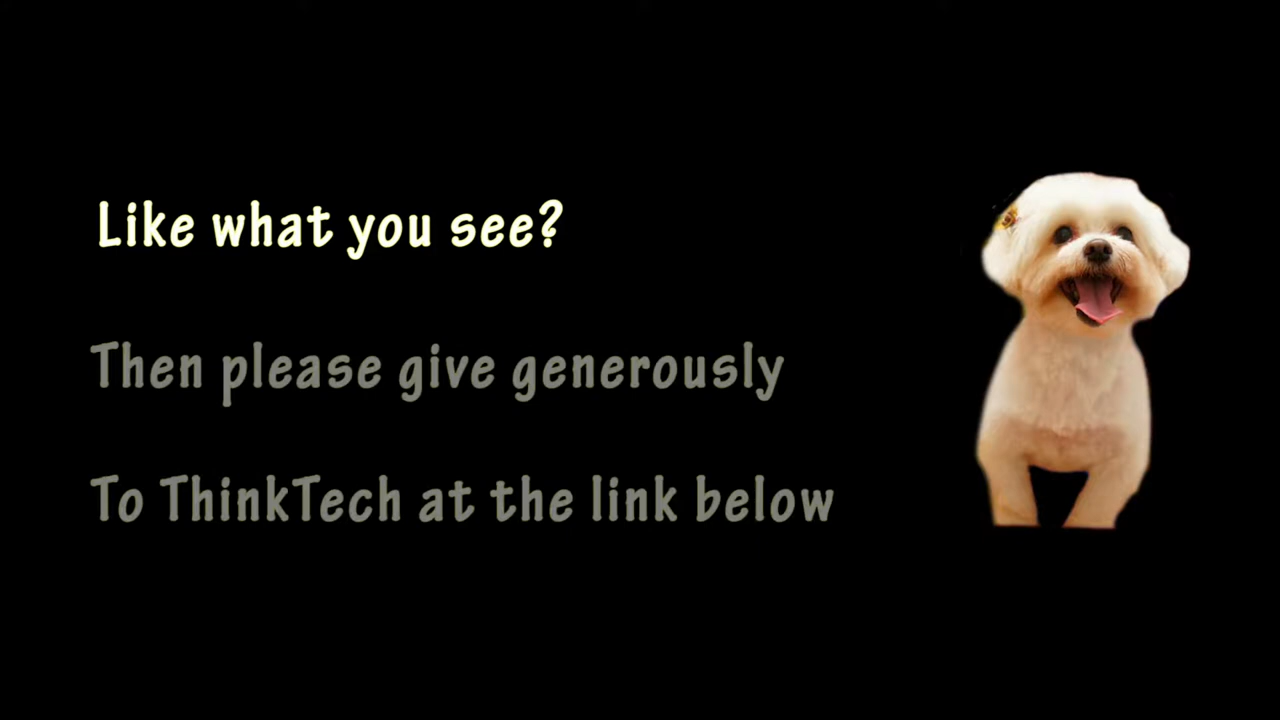 Like what you see?
Then please give generously
To ThinkTech at the link below